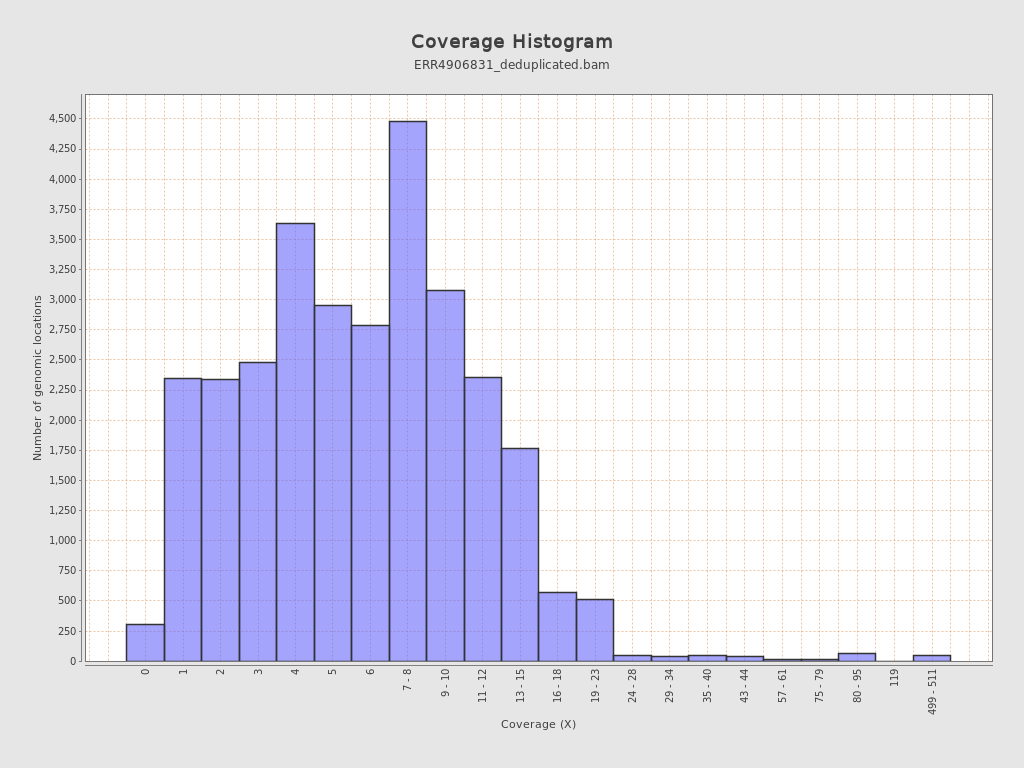 Coverage Histogram
ERR4906831_deduplicated.bam
Number of genomic locations
4,500
4,250
4,000
3,750
3,500
3,250
3,000
2,750
2,500
2,250
2,000
1,750
1,500
1,250
1,000
750
500
250
0
0
1
2
3
4
5
6
7 - 8
9 - 10
11 - 12
13 - 15
16 - 18
19 - 23
24 - 28
29 - 34
35 - 40
43 - 44
57 - 61
75 - 79
80 - 95
119
499 - 511
Coverage (X)